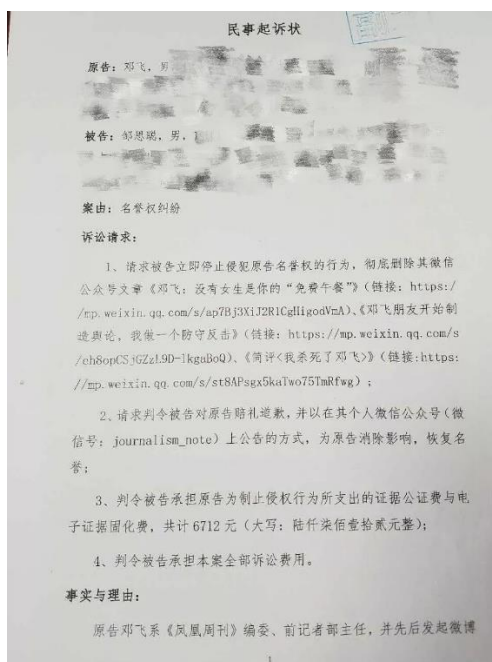 民事起诉状
原告：邓飞，男
被告：邹思聪，男，
案由：名誉权纠纷
诉讼请求：
1、请求被告立即停止侵犯原告名誉权的行为，彻底删除其微信
公众号文章《邓飞：没有女生是你的“免费午餐”》（链接：https:/
/mp.weixin.qq.com/s/ap7Bj3XiJ2RlCgHigodVmA）、《邓飞朋友开始制
造舆论，我做一个防守反击》（链接：https://mp.weixin.qq.com/s
/eh8opCSjGZzL9D-lkgaBoQ）、《简评<我杀死了邓飞>》（链接:https:
//mp.weixin.qq.com/s/st8APsgx5kaTwo75TmRfwg）；
2、请求判令被告对原告赔礼道歉，并以在其个人微信公众号（微
信号：journalism_note）上公告的方式，为原告消除影响，恢复名
誉；
3、判令被告承担原告为制止侵权行为所支出的证据公证费与电
子证据固化费，共计 6712 元（大写：陆仟柒佰壹拾贰元整）；
4、判令被告承担本案全部诉讼费用。
事实与理由：
原告邓飞系《凤凰周刊》编委、前记者部主任，并先后发起微博
1